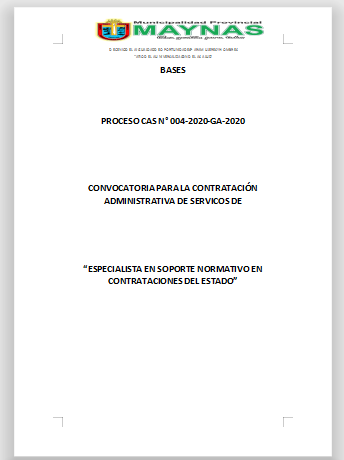 Municipalidad Provincial
MAYNAS
BASES
PROCESO CAS N° 004-2020-GA-2020
CONVOCATORIA PARA LA CONTRATACIÓN
ADMINISTRATIVA DE SERVICOS DE
“ESPECIALISTA EN SOPORTE NORMATIVO EN
CONTRATACIONES DEL ESTADO”